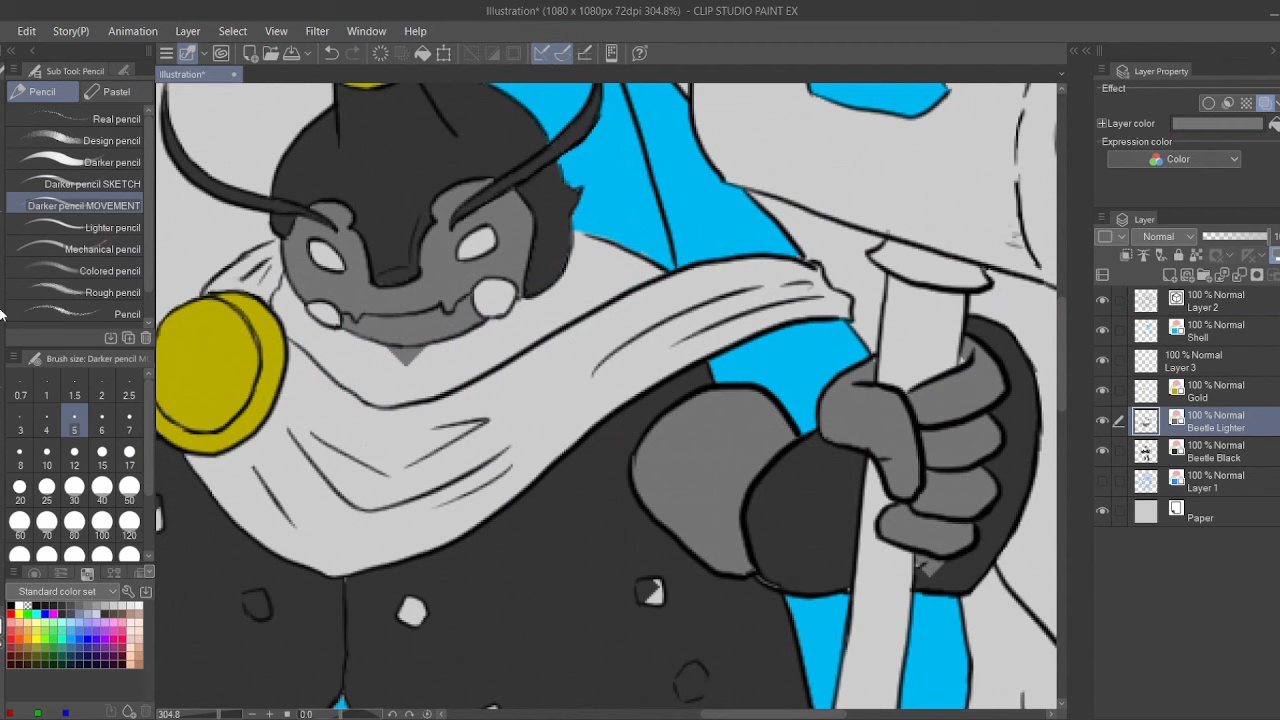 Illustration* (1080 x 1080px 72dpi 304.8%) - CLIP STUDIO PAINT EX
Edit Story(P) Animation Layer Select View Filter Window Help
Sub Tool: Pencil
Illustration*
Pencil Pastel
Real pencil
Design pencil
Darker pencil
Darker pencil SKETCH
Darker pencil MOVEMENT
Lighter pencil
Mechanical pencil
Colored pencil
Rough pencil
Pencil
Brush size: Darker pencil MO
0.7 1 1.5 2 2.5
3 4 5 6 7
8 10 12 15 17
20 25 30 40 50
60 70 80 100 120
Standard color set
304.8 0.0
Layer Property
Effect
Layer color
Expression color
Color
Layer
Normal
100 % Normal
Layer 2
100 % Normal
Shell
100 % Normal
Layer 3
100 % Normal
Gold
100 % Normal
Beetle Lighter
100 % Normal
Beetle Black
100 % Normal
Layer 1
Paper